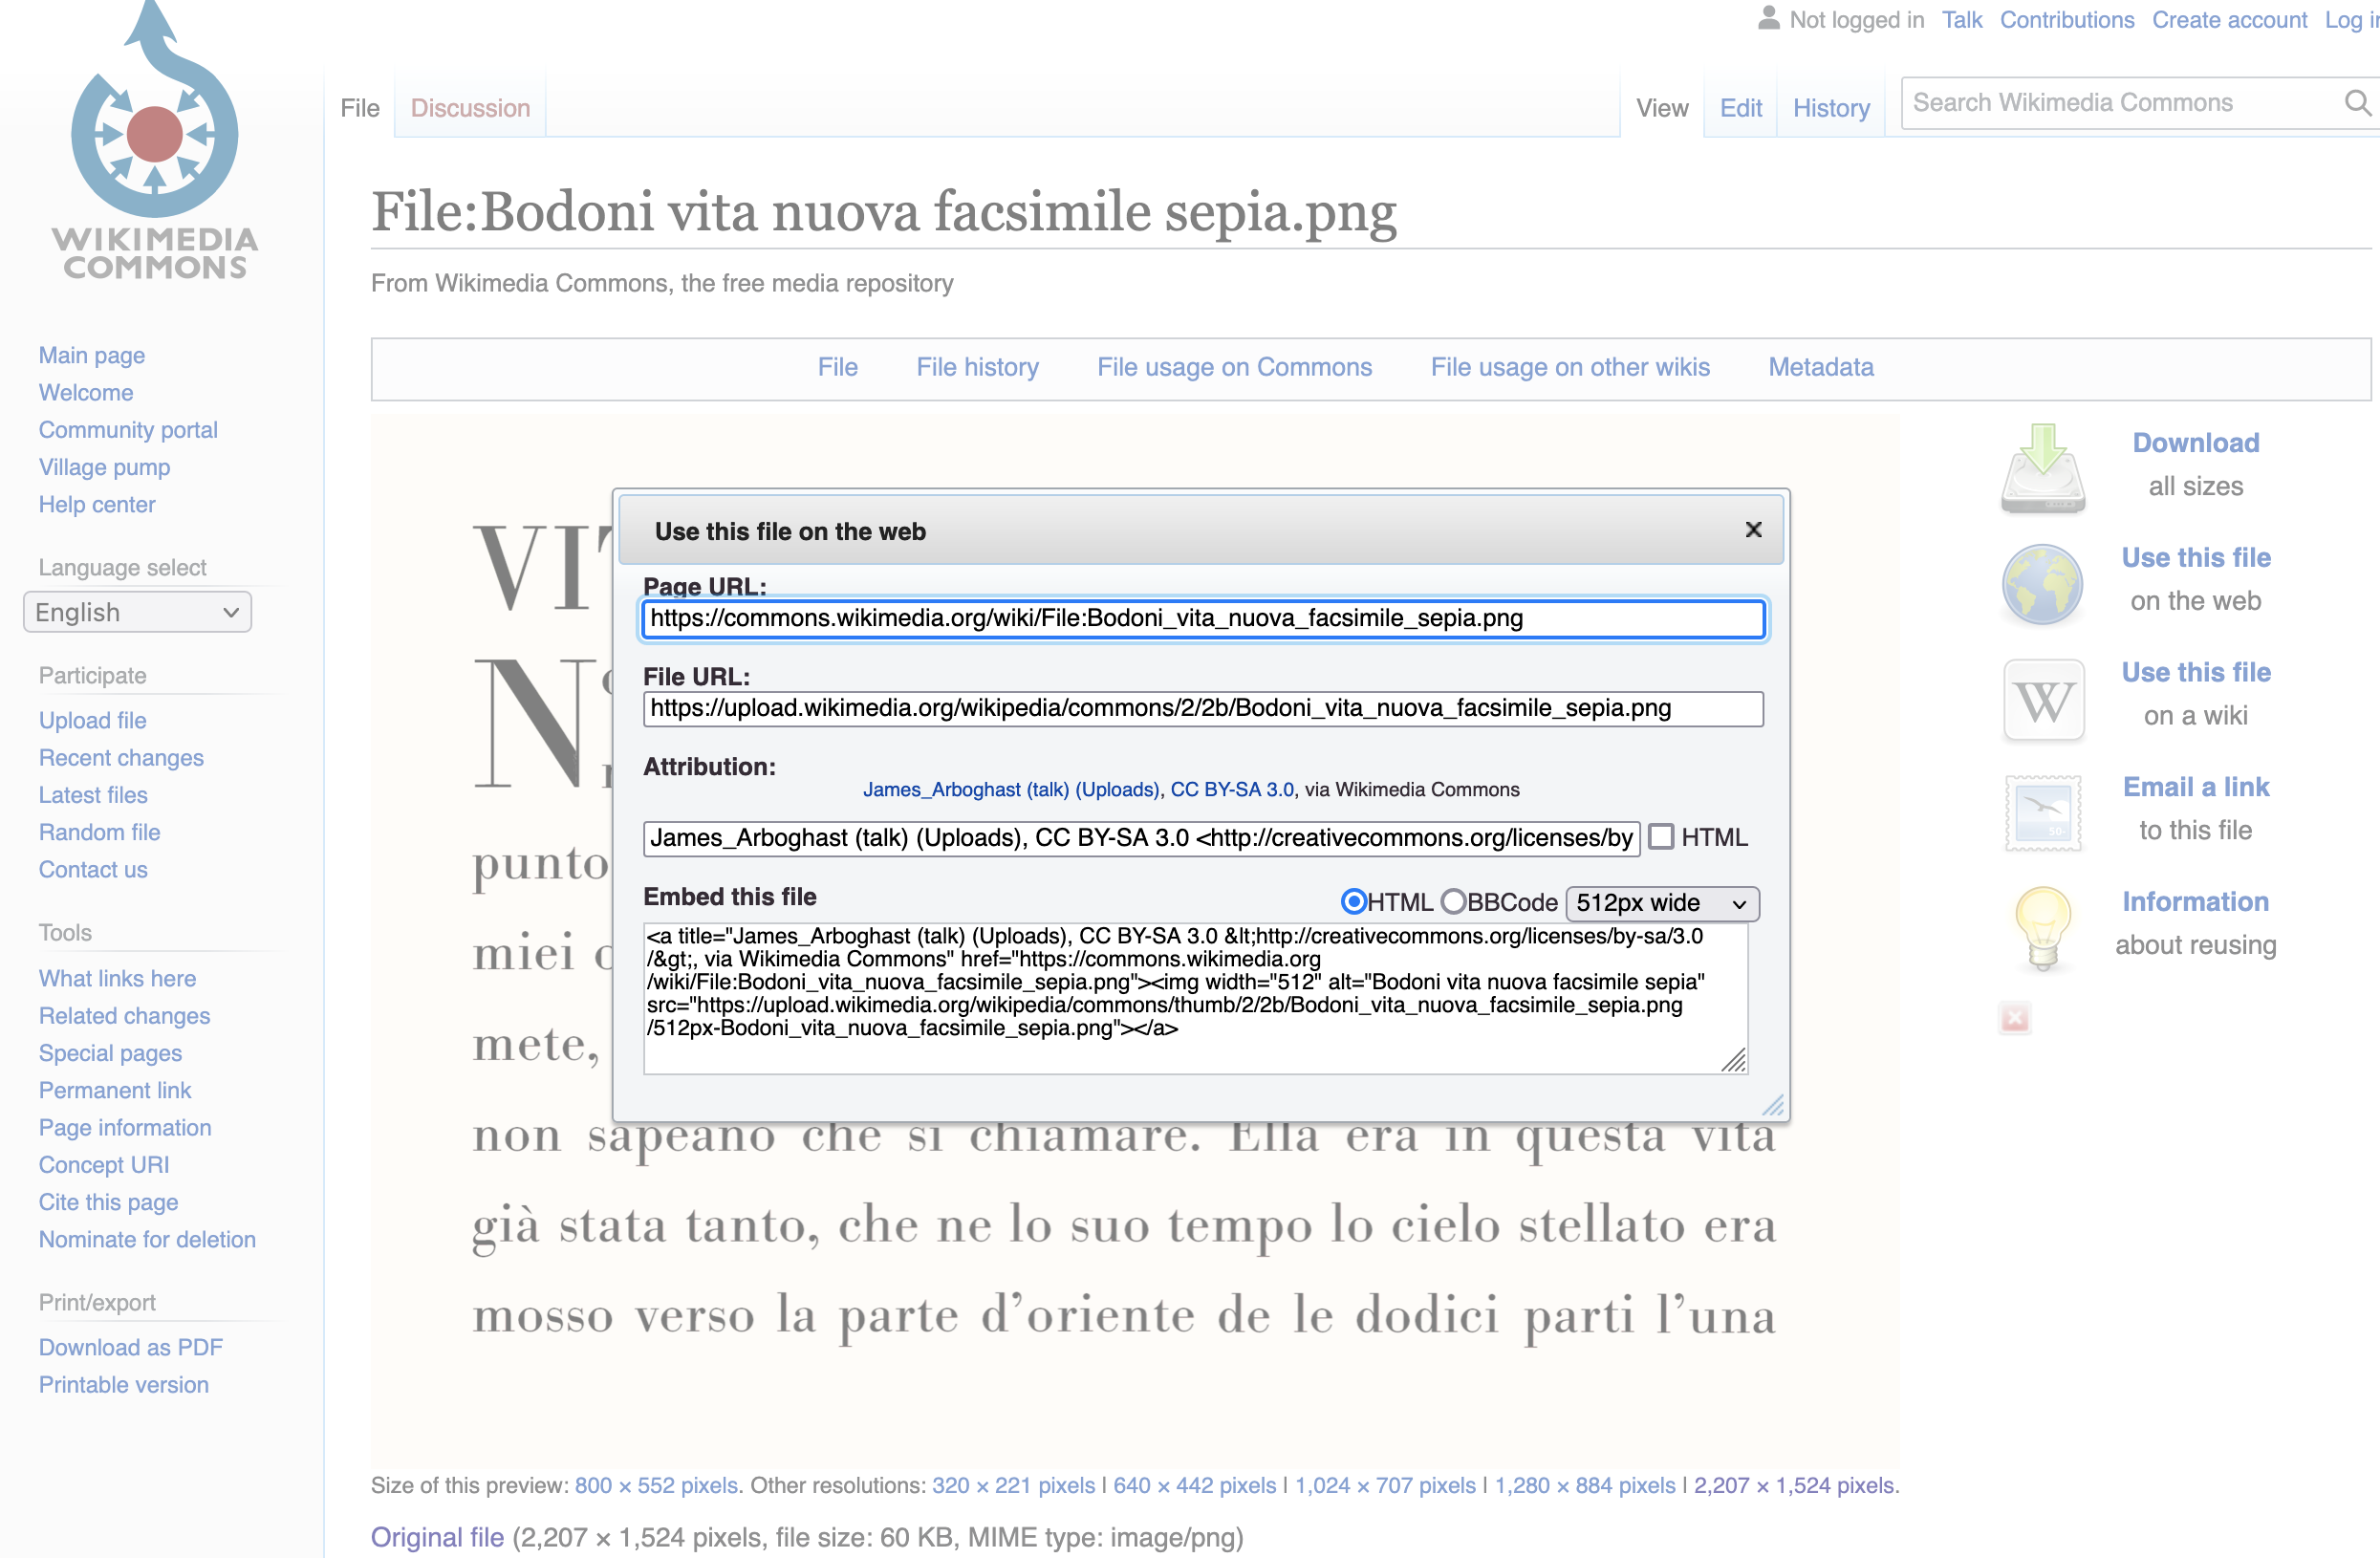 Not logged in Talk Contributions Create account Log in
WIKIMEDIA
COMMONS
File Discussion View Edit History Search Wikimedia Commons
File:Bodoni vita nuova facsimile sepia.png
From Wikimedia Commons, the free media repository
Main page
Welcome
Community portal
Village pump
Help center
Language select
English
Participate
Upload file
Recent changes
Latest files
Random file
Contact us
Tools
What links here
Related changes
Special pages
Permanent link
Page information
Concept URI
Cite this page
Nominate for deletion
Print/export
Download as PDF
Printable version
File File history File usage on Commons File usage on other wikis Metadata
Use this file on the web
Page URL:
https://commons.wikimedia.org/wiki/File:Bodoni_vita_nuova_facsimile_sepia.png
File URL:
https://upload.wikimedia.org/wikipedia/commons/2/2b/Bodoni_vita_nuova_facsimile_sepia.png
Attribution:
James_Arboghast (talk) (Uploads), CC BY-SA 3.0, via Wikimedia Commons
James_Arboghast (talk) (Uploads), CC BY-SA 3.0 <http://creativecommons.org/licenses/by HTML
Embed this file HTML BBCode 512px wide
<a title="James_Arboghast (talk) (Uploads), CC BY-SA 3.0 &lt;http://creativecommons.org/licenses/by-sa/3.0
/&gt;, via Wikimedia Commons" href="https://commons.wikimedia.org
/wiki/File:Bodoni_vita_nuova_facsimile_sepia.png"><img width="512" alt="Bodoni vita nuova facsimile sepia"
src="https://upload.wikimedia.org/wikipedia/commons/thumb/2/2b/Bodoni_vita_nuova_facsimile_sepia.png
/512px-Bodoni_vita_nuova_facsimile_sepia.png"></a>
punto
miei
mete,
non sapeano che si chiamare. Ella era in questa vita
già stata tanto, che ne lo suo tempo lo cielo stellato era
mosso verso la parte d’oriente de le dodici parti l’una
Download
all sizes
Use this file
on the web
W
Use this file
on a wiki
Email a link
to this file
Information
about reusing
Size of this preview: 800 × 552 pixels. Other resolutions: 320 × 221 pixels | 640 × 442 pixels | 1,024 × 707 pixels | 1,280 × 884 pixels | 2,207 × 1,524 pixels.
Original file (2,207 × 1,524 pixels, file size: 60 KB, MIME type: image/png)